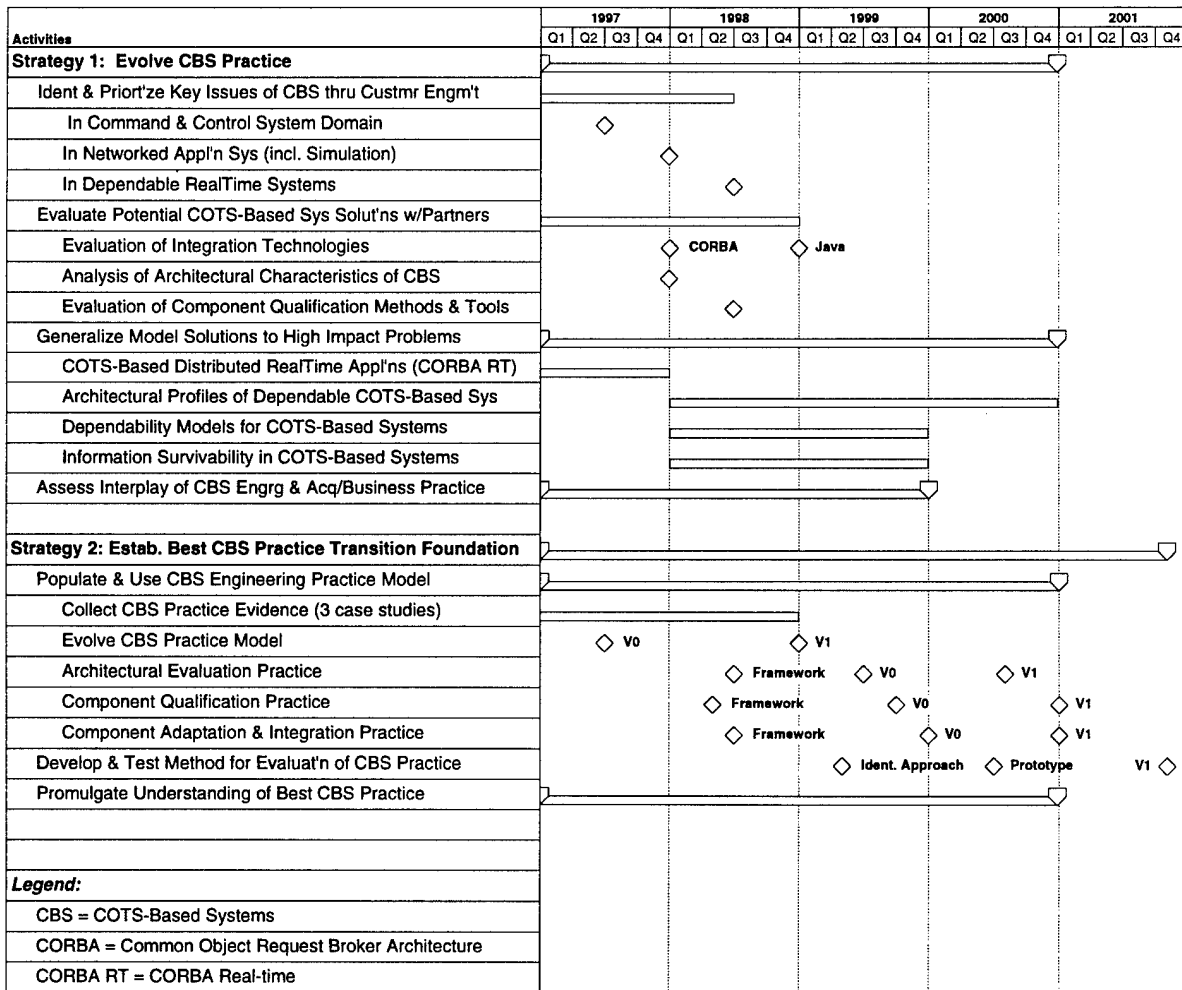 1997 1998 1999 2000 2001
Activities Q1 Q2 Q3 Q4 Q1 Q2 Q3 Q4 Q1 Q2 Q3 Q4 Q1 Q2 Q3 Q4 Q1 Q2 Q3 Q4
Strategy 1: Evolve CBS Practice
Ident & Priort'ze Key Issues of CBS thru Custmr Engm't
In Command & Control System Domain
In Networked Appl'n Sys (incl. Simulation)
In Dependable RealTime Systems
Evaluate Potential COTS-Based Sys Solut'ns w/Partners
Evaluation of Integration Technologies CORBA Java
Analysis of Architectural Characteristics of CBS
Evaluation of Component Qualification Methods & Tools
Generalize Model Solutions to High Impact Problems
COTS-Based Distributed RealTime Appl'ns (CORBA RT)
Architectural Profiles of Dependable COTS-Based Sys
Dependability Models for COTS-Based Systems
Information Survivability in COTS-Based Systems
Assess Interplay of CBS Engrg & Acq/Business Practice
Strategy 2: Estab. Best CBS Practice Transition Foundation
Populate & Use CBS Engineering Practice Model
Collect CBS Practice Evidence (3 case studies)
Evolve CBS Practice Model V0 V1
Architectural Evaluation Practice Framework V0 V1
Component Qualification Practice Framework V0 V1
Component Adaptation & Integration Practice Framework V0 V1
Develop & Test Method for Evaluat'n of CBS Practice Ident. Approach Prototype V1
Promulgate Understanding of Best CBS Practice
Legend:
CBS = COTS-Based Systems
CORBA = Common Object Request Broker Architecture
CORBA RT = CORBA Real-time